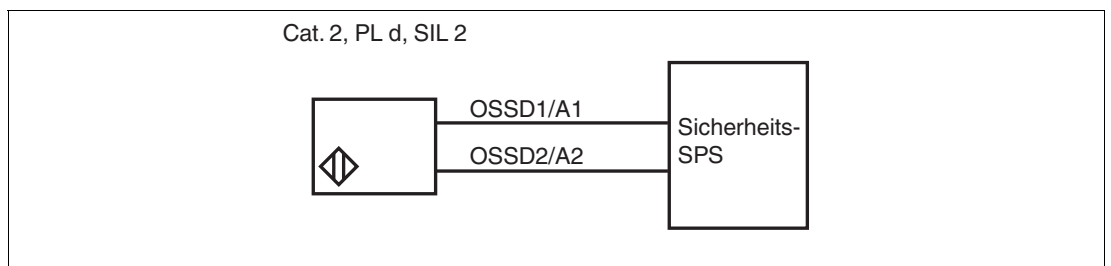 Cat. 2, PL d, SIL 2
OSSD1/A1
OSSD2/A2
Sicherheits-
SPS